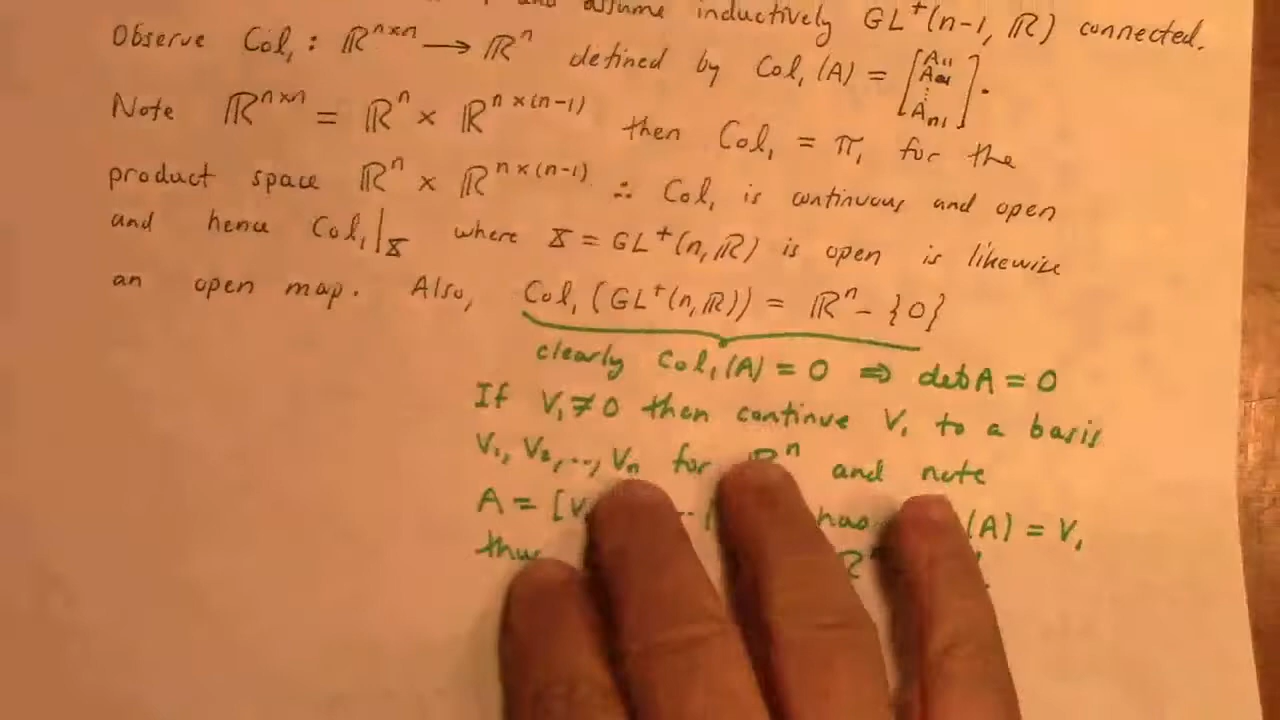 and assume inductively GL⁺(n-1, ℝ) connected.
Observe Col₁ : ℝⁿˣⁿ ⟶ ℝⁿ defined by Col₁(A) = [A₁₁ A₂₁ ⋮ Aₙ₁].
Note ℝⁿˣⁿ = ℝⁿ × ℝⁿˣ⁽ⁿ⁻¹⁾ then Col₁ = π₁ for the
product space ℝⁿ × ℝⁿˣ⁽ⁿ⁻¹⁾ ∴ Col₁ is continuous and open
and hence Col₁|_X where X = GL⁺(n, ℝ) is open is likewise
an open map. Also, Col₁(GL⁺(n, ℝ)) = ℝⁿ - {0}
clearly Col₁(A) = 0 ⇒ det A = 0
If V₁ ≠ 0 then continue V₁ to a basis
V₁, V₂, ..., Vₙ for ℝⁿ and note
A = [V has (A) = V₁
thus